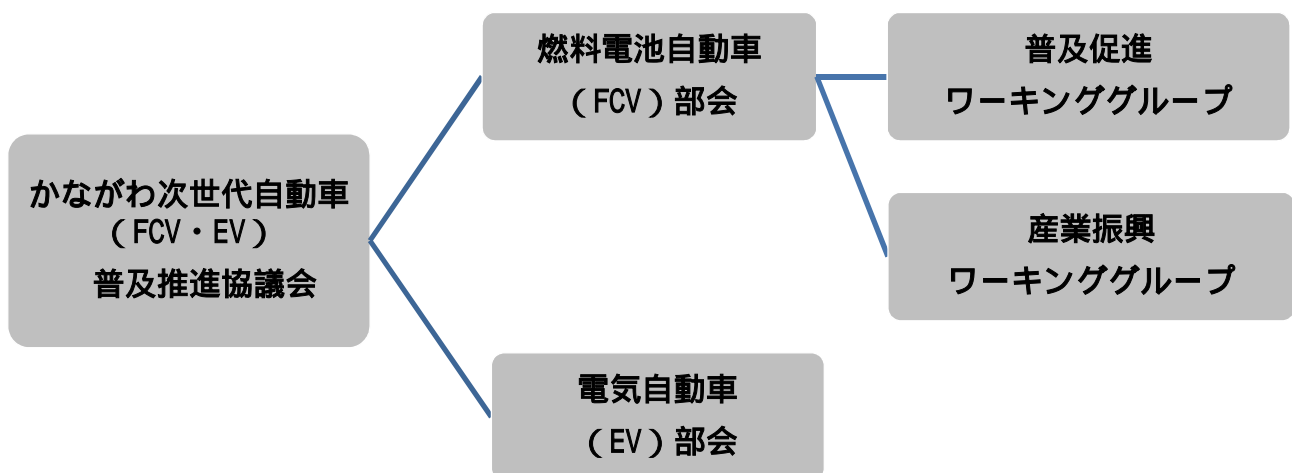 かながわ次世代自動車
（FCV・EV）
普及推進協議会
燃料電池自動車
（FCV）部会
普及促進
ワーキンググループ
産業振興
ワーキンググループ
電気自動車
（EV）部会